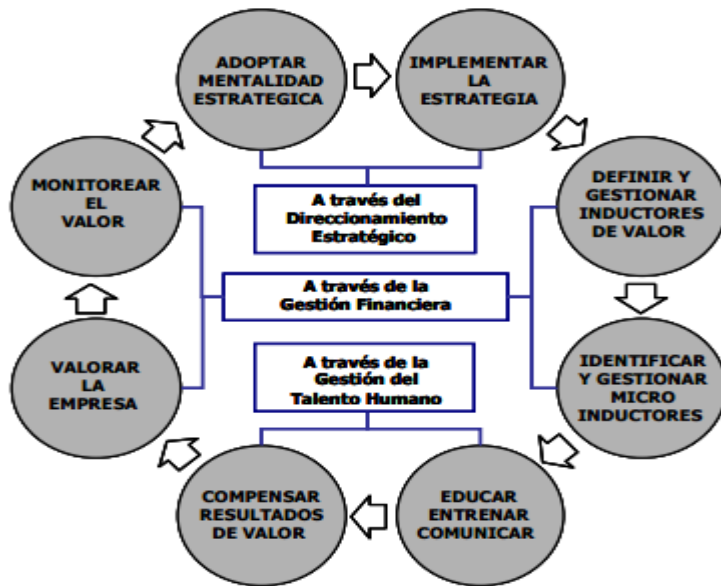 ADOPTAR
MENTALIDAD
ESTRATEGICA
IMPLEMENTAR
LA
ESTRATEGIA
MONITOREAR
EL
VALOR
A través del
Direccionamiento
Estratégico
DEFINIR Y
GESTIONAR
INDUCTORES
DE VALOR
A través de la
Gestión Financiera
VALORAR
LA
EMPRESA
A través de la
Gestión del
Talento Humano
IDENTIFICAR
Y GESTIONAR
MICRO
INDUCTORES
COMPENSAR
RESULTADOS
DE VALOR
EDUCAR
ENTRENAR
COMUNICAR